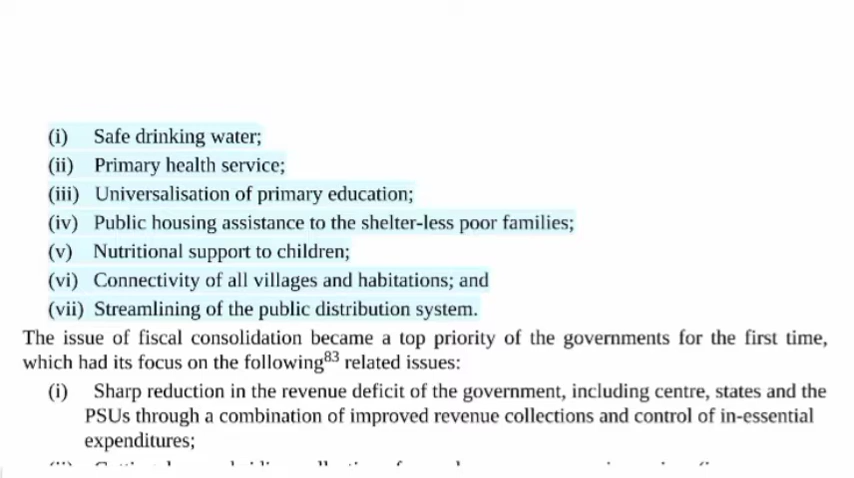 (i) Safe drinking water;
(ii) Primary health service;
(iii) Universalisation of primary education;
(iv) Public housing assistance to the shelter-less poor families;
(v) Nutritional support to children;
(vi) Connectivity of all villages and habitations; and
(vii) Streamlining of the public distribution system.
The issue of fiscal consolidation became a top priority of the governments for the first time,
which had its focus on the following83 related issues:
(i) Sharp reduction in the revenue deficit of the government, including centre, states and the
PSUs through a combination of improved revenue collections and control of in-essential
expenditures;